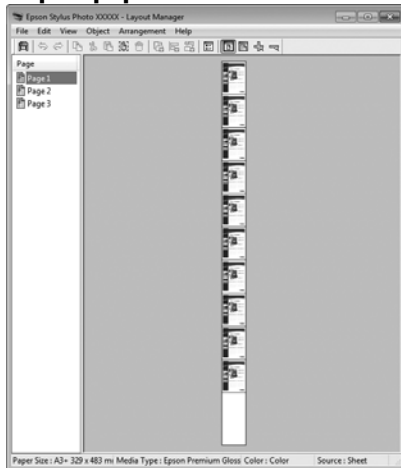 Epson Stylus Photo XXXXX - Layout Manager
File Edit View Object Arrangement Help
Page
Page 1
Page 2
Page 3
Paper Size : A3+ 329 x 483 mi Media Type : Epson Premium Gloss Color : Color Source : Sheet